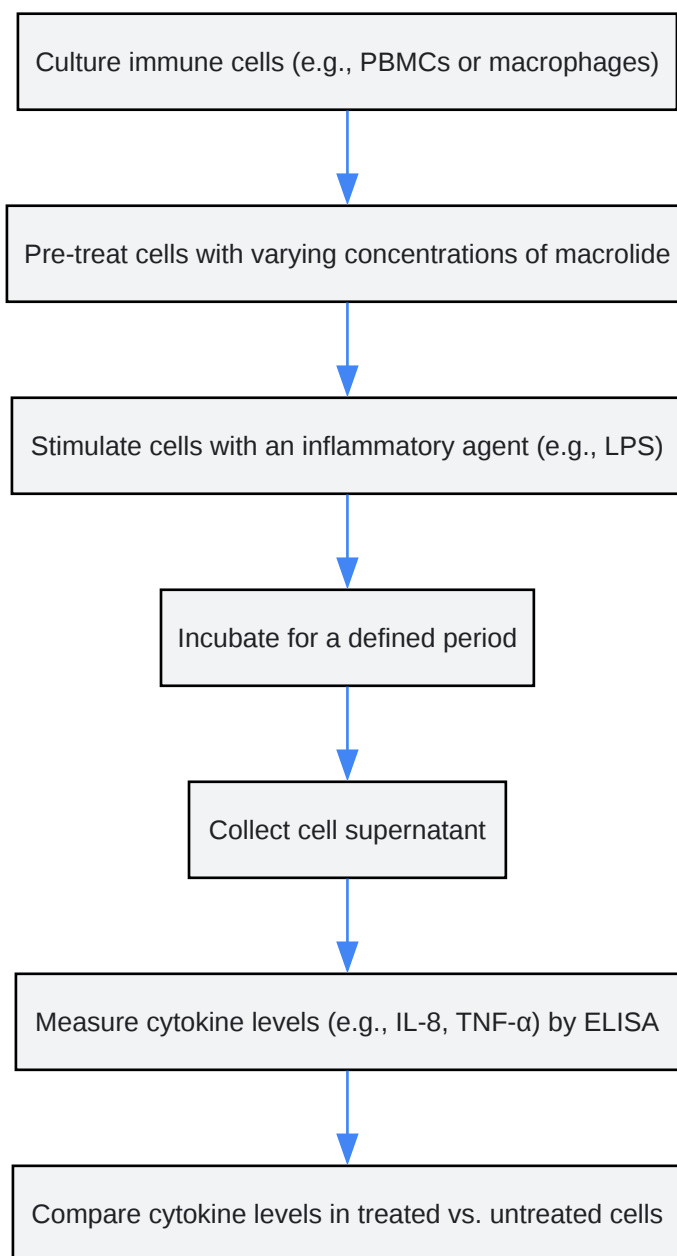 Culture immune cells (e.g., PBMCs or macrophages)
Pre-treat cells with varying concentrations of macrolide
Stimulate cells with an inflammatory agent (e.g., LPS)
Incubate for a defined period
Collect cell supernatant
Measure cytokine levels (e.g., IL-8, TNF-α) by ELISA
Compare cytokine levels in treated vs. untreated cells